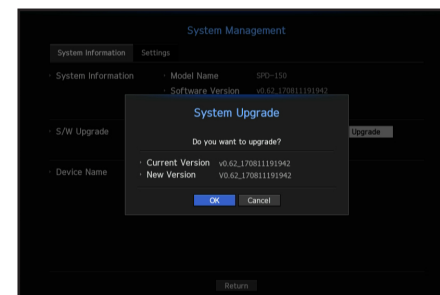 System Management
System Information Settings
· System Information · Model Name SPD-150
· Software Version v0.62_170811191942
System Upgrade
· S/W Upgrade Upgrade
Do you want to upgrade?
· Current Version v0.62_170811191942
· Device Name
· New Version V0.62_170811191942
OK Cancel
Return